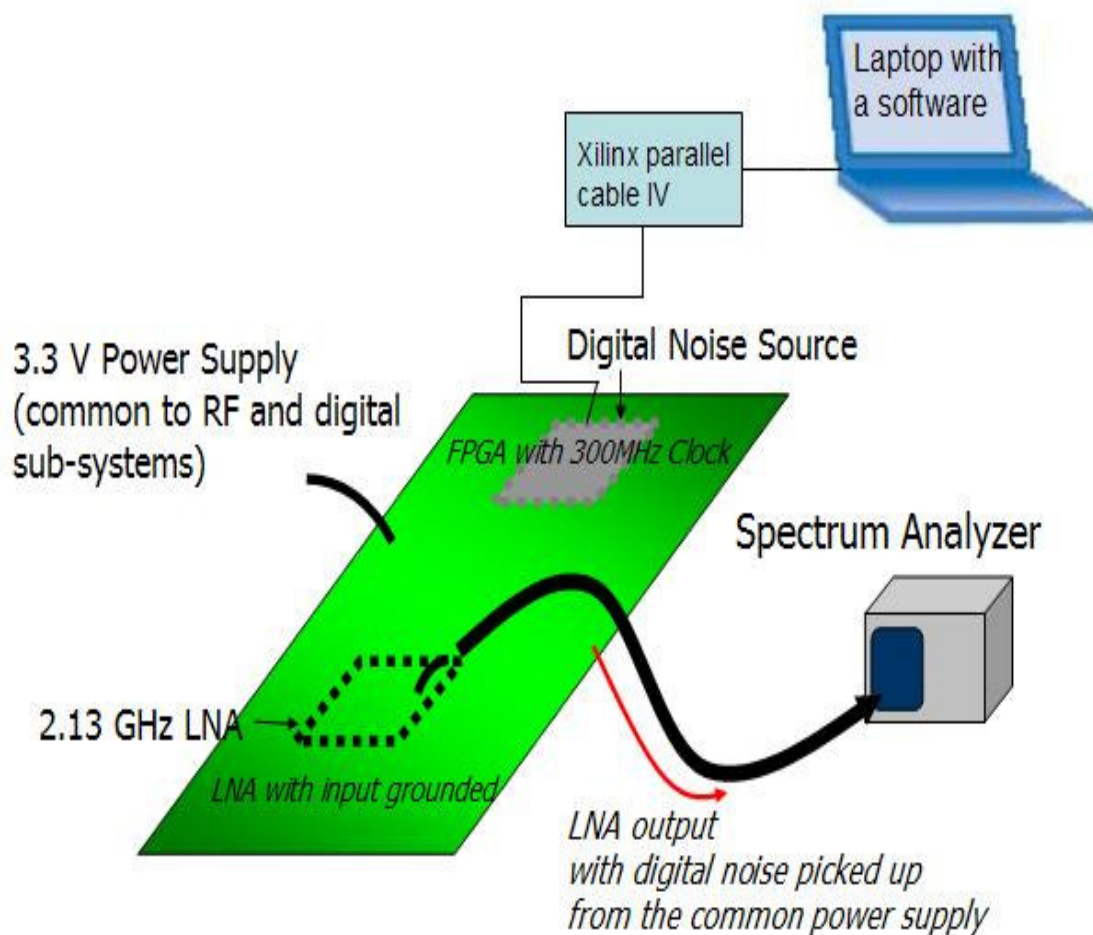 Laptop with
a software
Xilinx parallel
cable IV
3.3 V Power Supply
(common to RF and digital
sub-systems)
Digital Noise Source
FPGA with 300MHz Clock
Spectrum Analyzer
2.13 GHz LNA
LNA with input grounded
LNA output
with digital noise picked up
from the common power supply